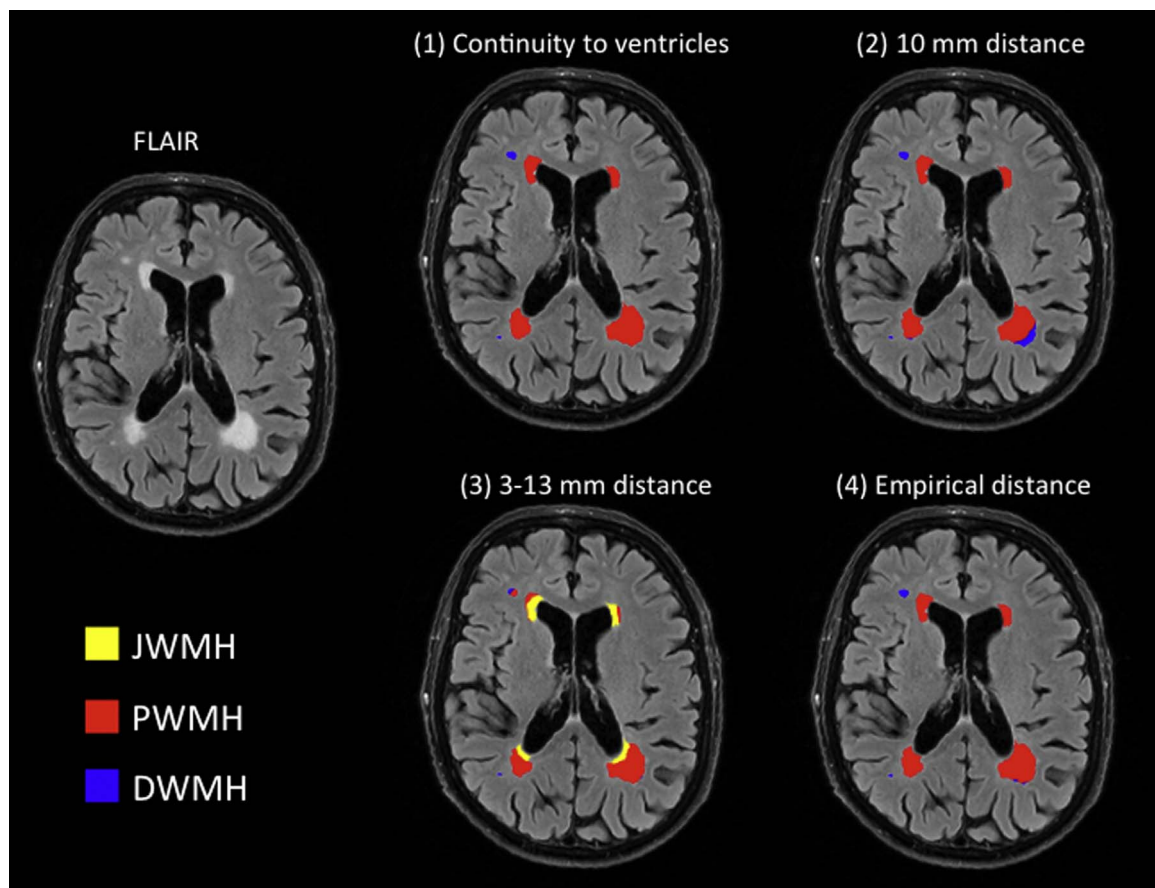 (1) Continuity to ventricles
(2) 10 mm distance
FLAIR
(3) 3-13 mm distance
(4) Empirical distance
JWMH
PWMH
DWMH